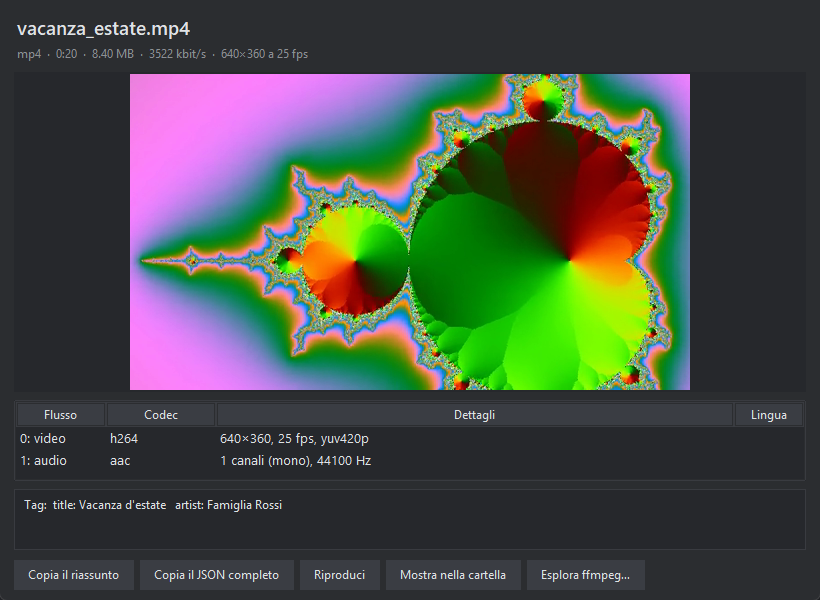 vacanza_estate.mp4
mp4 · 0:20 · 8.40 MB · 3522 kbit/s · 640×360 a 25 fps
Flusso Codec Dettagli Lingua
0: video h264 640×360, 25 fps, yuv420p
1: audio aac 1 canali (mono), 44100 Hz
Tag: title: Vacanza d'estate artist: Famiglia Rossi
Copia il riassunto Copia il JSON completo Riproduci Mostra nella cartella Esplora ffmpeg...